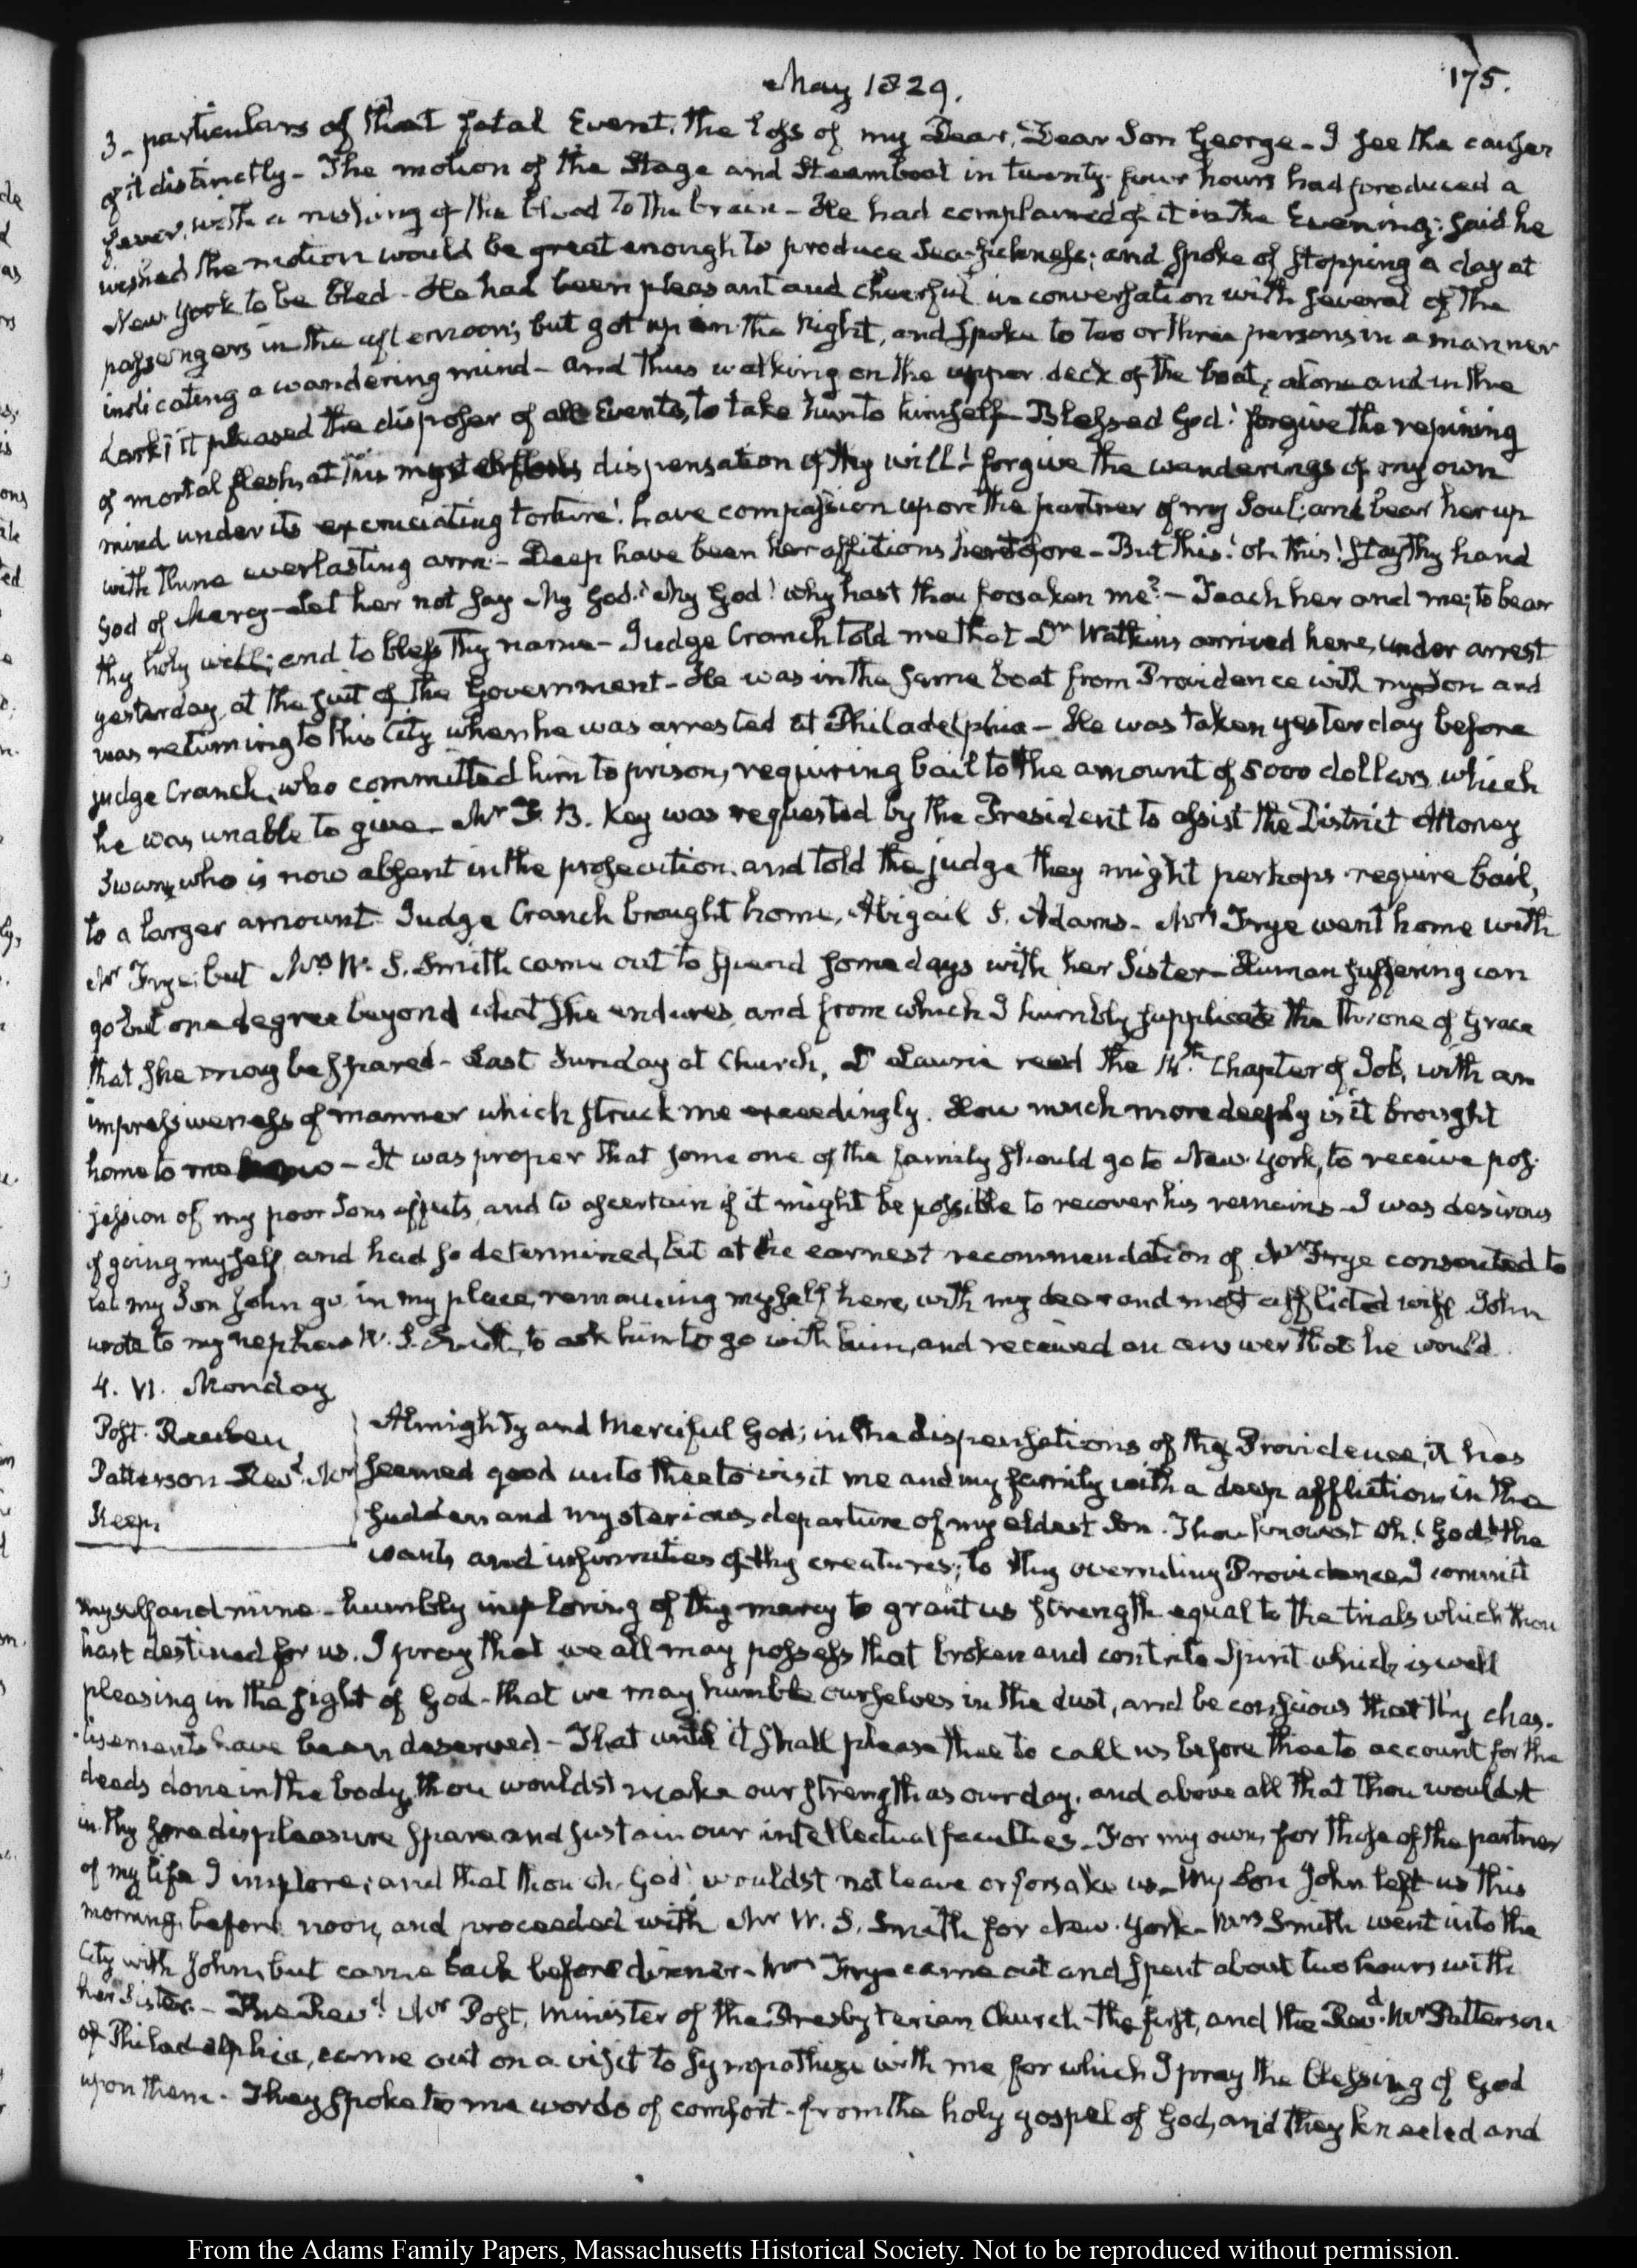 May 1829.
175.
3_ particulars of that fatal Event. the loss of my Dear, Dear Son George_ I see the causes
of it distinctly_ The motion of the Stage and Steamboat in twenty-four hours had produced a
fever, with a rushing of the blood to the brain_ He had complained of it in the Evening; said he
wished the motion would be great enough to produce Sea-sickness; and spoke of stopping a day at
New York to be bled_ He had been pleasant and cheerful in conversation with several of the
passengers in the afternoon; but got up in the Night, and spoke to two or three persons in a manner
indicating a wandering mind_ and thus walking on the upper deck of the boat, alone and in the
dark; it pleased the disposer of all Events, to take him to himself_ Blessed God! forgive the repining
of mortal flesh, at this mysterious dispensation of thy will! forgive the wanderings of my own
mind under its excruciating torture! have compassion upon the partner of my Soul; and bear her up
with thine everlasting arm:_ Deep have been her afflictions heretofore_ But this! oh this! stay thy hand
God of Mercy_ Let her not say My God! My God! why hast thou forsaken me?_ Teach her and me; to bear
thy holy will; and to bless thy name_ Judge Cranch told me that Dr. Watkins arrived here, under arrest
yesterday, at the suit of the Government_ He was in the same boat from Providence with my Son and
was returning to this City when he was arrested at Philadelphia_ He was taken yesterday before
judge Cranch, who committed him to prison, requiring bail to the amount of 5000 dollars which
he was unable to give_ Mr F. B. Key was requested by the President to assist the District Attorney
Swann, who is now absent in the prosecution, and told the judge they might perhaps require bail,
to a larger amount. Judge Cranch brought home, Abigail S. Adams_ Mrs Frye went home with
Mr Frye; but Mrs W. S. Smith came out to spend some days with her Sister_ Human suffering can
go but one degree beyond what she endures, and from which I humbly supplicate the throne of Grace
that she may be spared_ Last Sunday at Church, Dr Laurie read the 14th. Chapter of Job, with an
impressiveness of manner which struck me exceedingly. How much more deeply is it brought
home to me now_ It was proper that some one of the family should go to New York, to receive pos-
session of my poor Sons effects, and to ascertain if it might be possible to recover his remains_ I was desirous
of going myself, and had so determined, but at the earnest recommendation of Mr Frye consented to
let my Son John go in my place, remaining myself here, with my dear and most afflicted wife. John
wrote to my nephew W. S. Smith, to ask him to go with him, and received an answer that he would.
4. VI. Monday
Post. Reuben
Patterson Revd. Mr
Keep.
Almighty and Merciful God; in the dispensations of thy Providence, it has
seemed good unto thee to visit me and my family with a deep affliction, in the
sudden and mysterious departure of my eldest Son. Thou knowest Oh! God! the
wants and infirmities of thy creatures; to thy overruling Providence I commit
myself and mine_ humbly imploring of thy mercy to grant us strength equal to the trials which thou
hast destined for us. I pray that we all may possess that broken and contrite Spirit which is well
pleasing in the sight of God_ that we may humble ourselves in the dust, and be conscious that thy chas-
tisements have been deserved_ That until it shall please thee to call us before thee to account for the
deeds done in the body, thou wouldst make our strength as our day, and above all that thou wouldst
in thy sore displeasure spare and sustain our intellectual faculties_ For my own, for those of the partner
of my life I implore; and that thou oh. God! wouldst not leave or forsake us_ My Son John left us this
morning, before noon, and proceeded with Mr W. S. Smith for New-York_ Mrs Smith went into the
City with John, but came back before dinner_ Mrs Frye came out and spent about two hours with
her Sister_ The Revd. Mr Post, Minister of the Presbyterian Church_ the first, and the Revd. Mr Patterson
of Philadelphia, came out on a visit to sympathize with me for which I pray the blessing of God
upon them_ They spoke to me words of comfort_ from the holy gospel of God, and they kneeled and
From the Adams Family Papers, Massachusetts Historical Society. Not to be reproduced without permission.